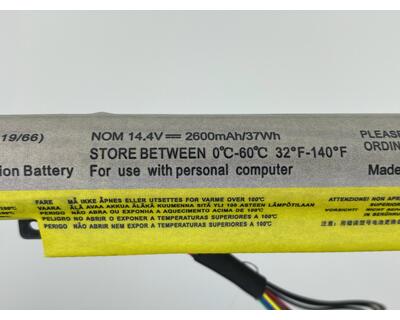 19/66)
NOM 14.4V⎓ 2600mAh/37Wh
PLEASE
STORE BETWEEN 0℃-60℃ 32°F-140°F
ORDIN
ion Battery
For use with personal computer
Made
FARE MÅ IKKE ÅPNES ELLER UTSETTES FOR VARME OVER 100°
VAARA ÄLÄ AVAA AKKUA ÄLÄKÄ KUUMENNA SITÄ YLI 100 ASTEEN LÄMPÖTILAAN
PERIGO NÃO ABRA OU EXPONHA A AQUECIMENTO ACIMA DE 100°C
PELIGRO NO ABRIR O EXPONER A TEMPERATURAS SUPERIORES A 100°C
PERIGO NÃO ABRIR NEM EXPOR A TEMPERATURAS SUPERIORES A 100°C
ATTENZIONE! NON APR
VORSICHT!